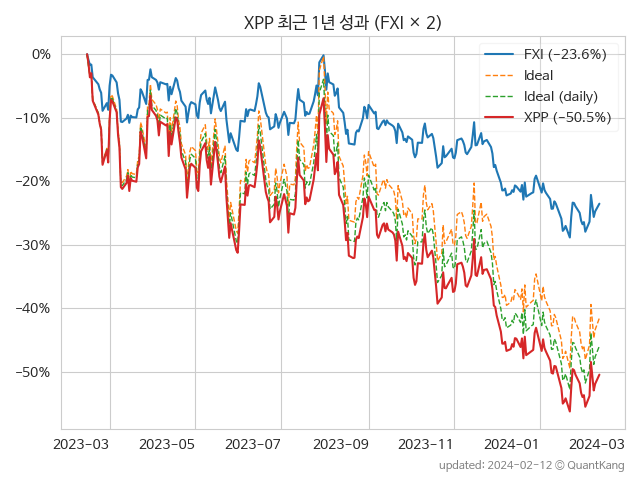 XPP 최근 1년 성과 (FXI × 2)
FXI (−23.6%)
Ideal
Ideal (daily)
XPP (−50.5%)
0%
−10%
−20%
−30%
−40%
−50%
2023−03 2023−05 2023−07 2023−09 2023−11 2024−01 2024−03
updated: 2024−02−12 © QuantKang